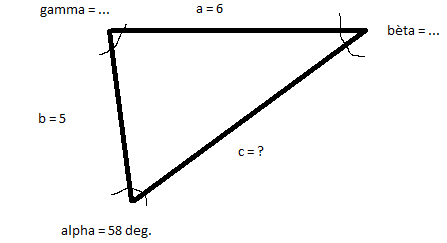 gamma = ...
a = 6
bèta = ...
b = 5
c = ?
alpha = 58 deg.